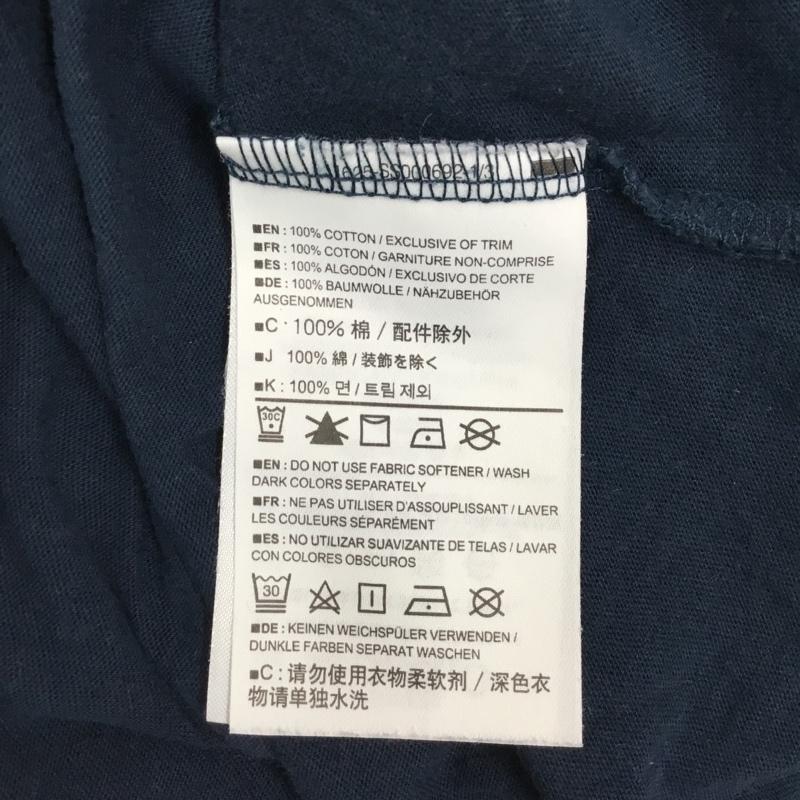 1625-SS000692-1/3
■EN : 100% COTTON / EXCLUSIVE OF TRIM
■FR : 100% COTON / GARNITURE NON-COMPRISE
■ES : 100% ALGODÓN / EXCLUSIVO DE CORTE
■DE : 100% BAUMWOLLE / NÄHZUBEHÖR
AUSGENOMMEN
■C : 100% 棉 / 配件除外
■J 100% 綿 / 装飾を除く
■K : 100% 면 / 트림 제외
30C
■EN : DO NOT USE FABRIC SOFTENER / WASH
DARK COLORS SEPARATELY
■FR : NE PAS UTILISER D'ASSOUPLISSANT / LAVER
LES COULEURS SÉPARÉMENT
■ES : NO UTILIZAR SUAVIZANTE DE TELAS / LAVAR
CON COLORES OBSCUROS
30
■DE : KEINEN WEICHSPÜLER VERWENDEN /
DUNKLE FARBEN SEPARAT WASCHEN
■C : 请勿使用衣物柔软剂 / 深色衣
物请单独水洗